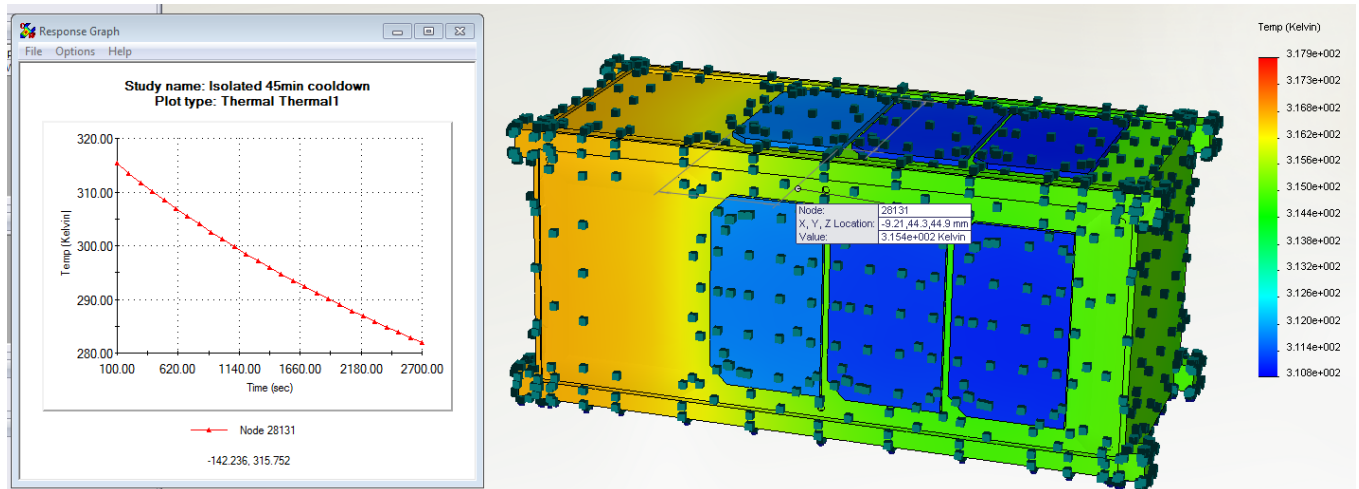 Response Graph
File Options Help
Study name: Isolated 45min cooldown
Plot type: Thermal Thermal1
320.00
310.00
300.00
290.00
280.00
Temp (Kelvin)
100.00 620.00 1140.00 1660.00 2180.00 2700.00
Time (sec)
Node 28131
-142.236, 315.752
Node: 28131
X, Y, Z Location: -9.21,44.3,44.9 mm
Value: 3.154e+002 Kelvin
Temp (Kelvin)
3.179e+002
3.173e+002
3.168e+002
3.162e+002
3.156e+002
3.150e+002
3.144e+002
3.138e+002
3.132e+002
3.126e+002
3.120e+002
3.114e+002
3.108e+002